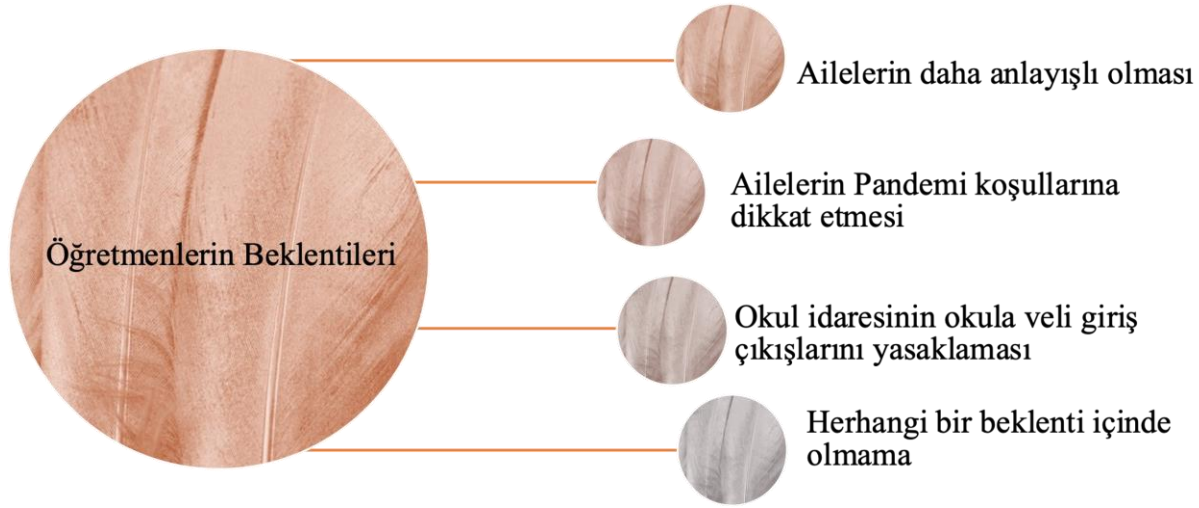 Öğretmenlerin Beklentileri
Ailelerin daha anlayışlı olması
Ailelerin Pandemi koşullarına
dikkat etmesi
Okul idaresinin okula veli giriş
çıkışlarını yasaklaması
Herhangi bir beklenti içinde
olmama